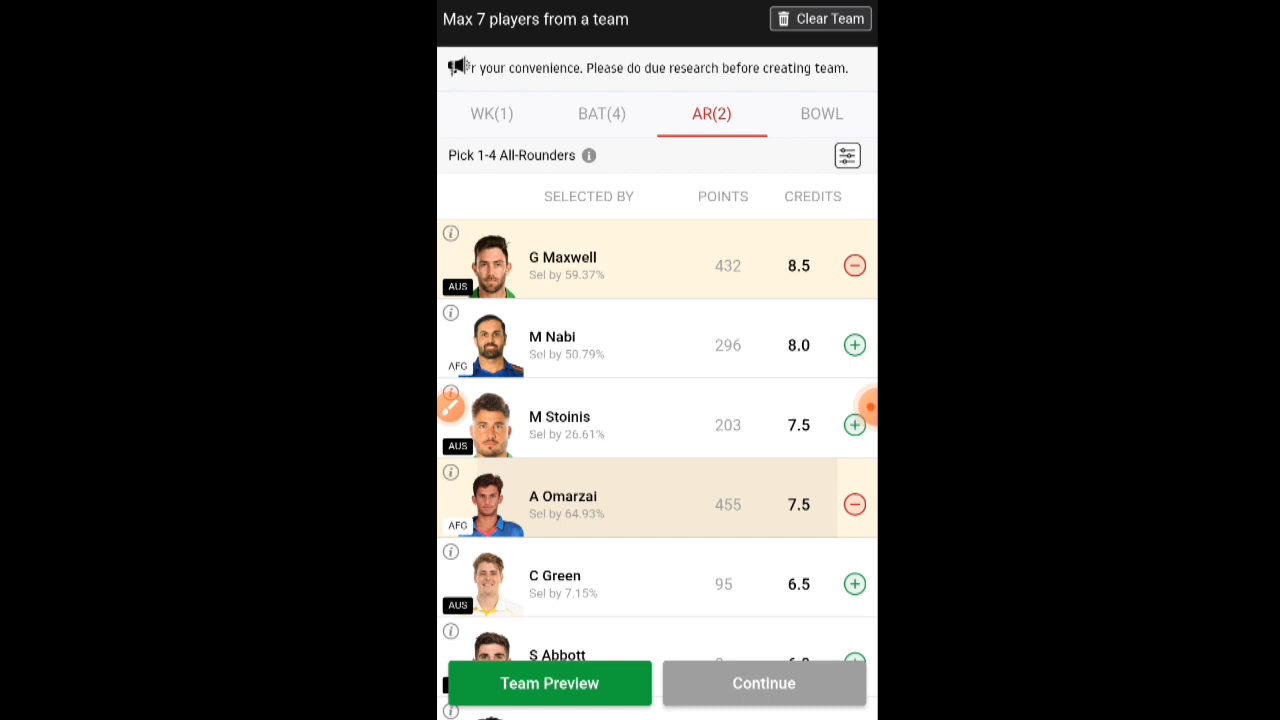 Max 7 players from a team
Clear Team
r your convenience. Please do due research before creating team.
WK(1) BAT(4) AR(2) BOWL
Pick 1-4 All-Rounders
SELECTED BY POINTS CREDITS
G Maxwell
Sel by 59.37%
432 8.5
AUS
M Nabi
Sel by 50.79%
296 8.0
AFG
M Stoinis
Sel by 26.61%
203 7.5
AUS
A Omarzai
Sel by 64.93%
455 7.5
AFG
C Green
Sel by 7.15%
95 6.5
AUS
S Abbott
Team Preview
Continue